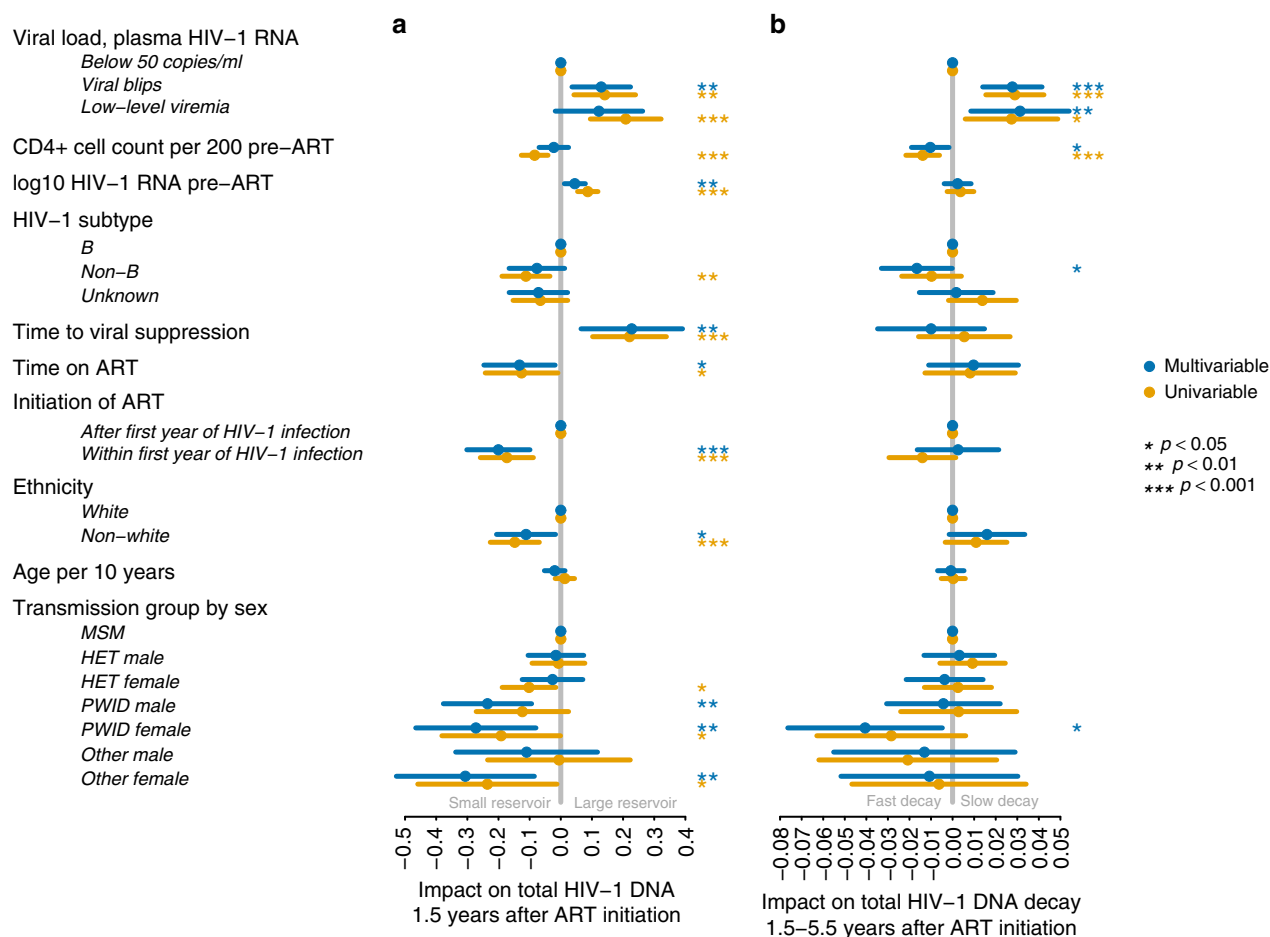 a
b
Viral load, plasma HIV−1 RNA
Below 50 copies/ml
Viral blips
** ***
** ***
Low−level viremia
**
*** *
CD4+ cell count per 200 pre−ART
*
*** ***
log10 HIV−1 RNA pre−ART
**
***
HIV−1 subtype
B
Non−B
*
**
Unknown
Time to viral suppression
**
***
Time on ART
*
*
Initiation of ART
After first year of HIV−1 infection
Within first year of HIV−1 infection
***
***
Ethnicity
White
Non−white
*
***
Age per 10 years
Transmission group by sex
MSM
HET male
HET female
*
PWID male
**
PWID female
** *
*
Other male
Other female
**
*
Small reservoir Large reservoir
Fast decay Slow decay
−0.5 −0.4 −0.3 −0.2 −0.1 0.0 0.1 0.2 0.3 0.4
−0.08 −0.07 −0.06 −0.05 −0.04 −0.03 −0.02 −0.01 0.00 0.01 0.02 0.03 0.04 0.05
Impact on total HIV−1 DNA
1.5 years after ART initiation
Impact on total HIV−1 DNA decay
1.5−5.5 years after ART initiation
Multivariable
Univariable
* p < 0.05
** p < 0.01
*** p < 0.001